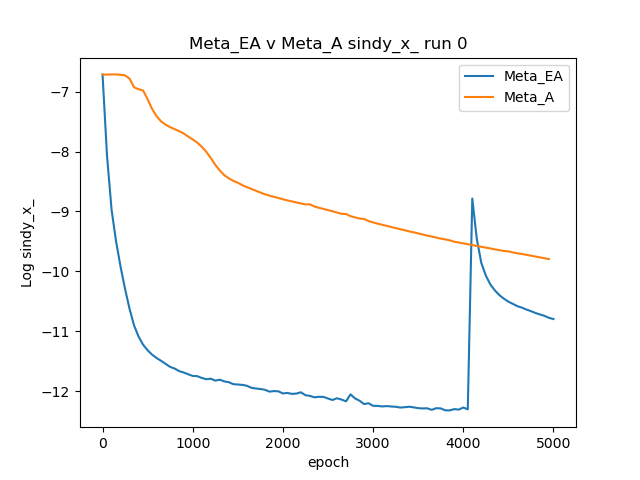 Meta_EA v Meta_A sindy_x_ run 0
Meta_EA
Meta_A
Log sindy_x_
−7
−8
−9
−10
−11
−12
0
1000
2000
3000
4000
5000
epoch